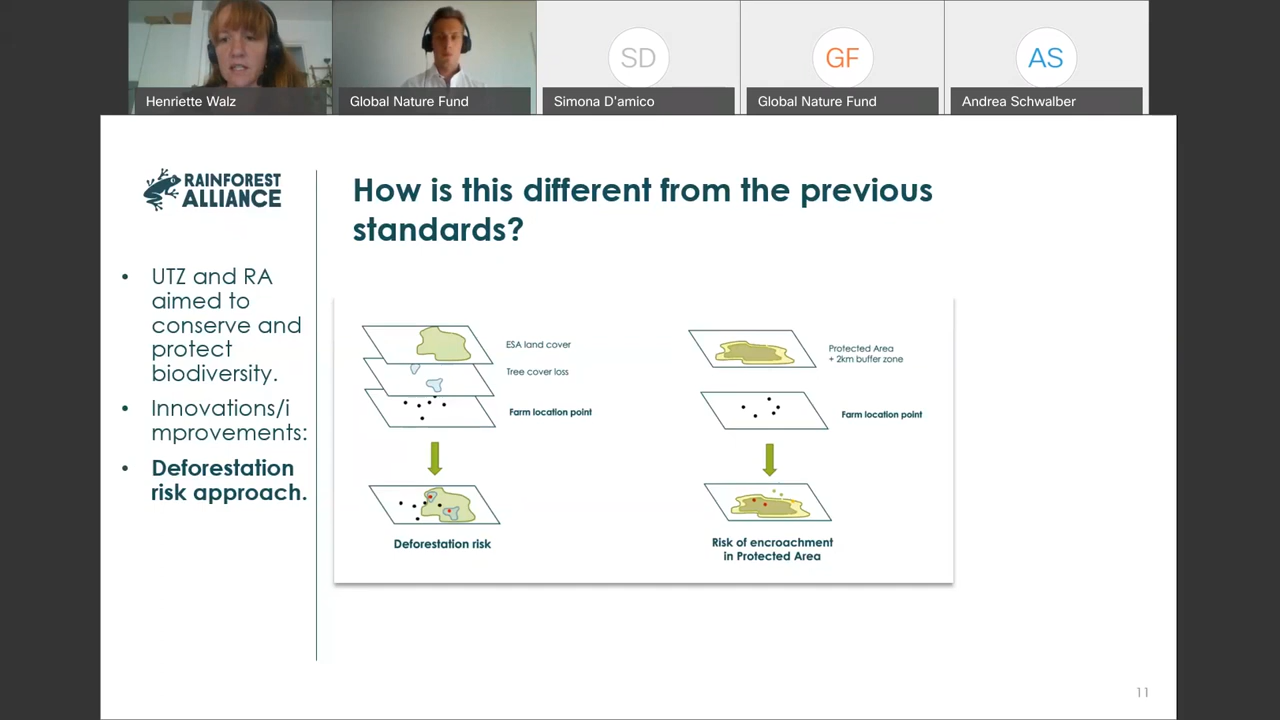 SD
GF
AS
Henriette Walz
Global Nature Fund
Simona D'amico
Global Nature Fund
Andrea Schwalber
RAINFOREST
ALLIANCE
How is this different from the previous
standards?
• UTZ and RA
aimed to
conserve and
protect
biodiversity.
• Innovations/i
mprovements:
• Deforestation
risk approach.
ESA land cover
Tree cover loss
Farm location point
Deforestation risk
Protected Area
+ 2km buffer zone
Farm location point
Risk of encroachment
in Protected Area
11